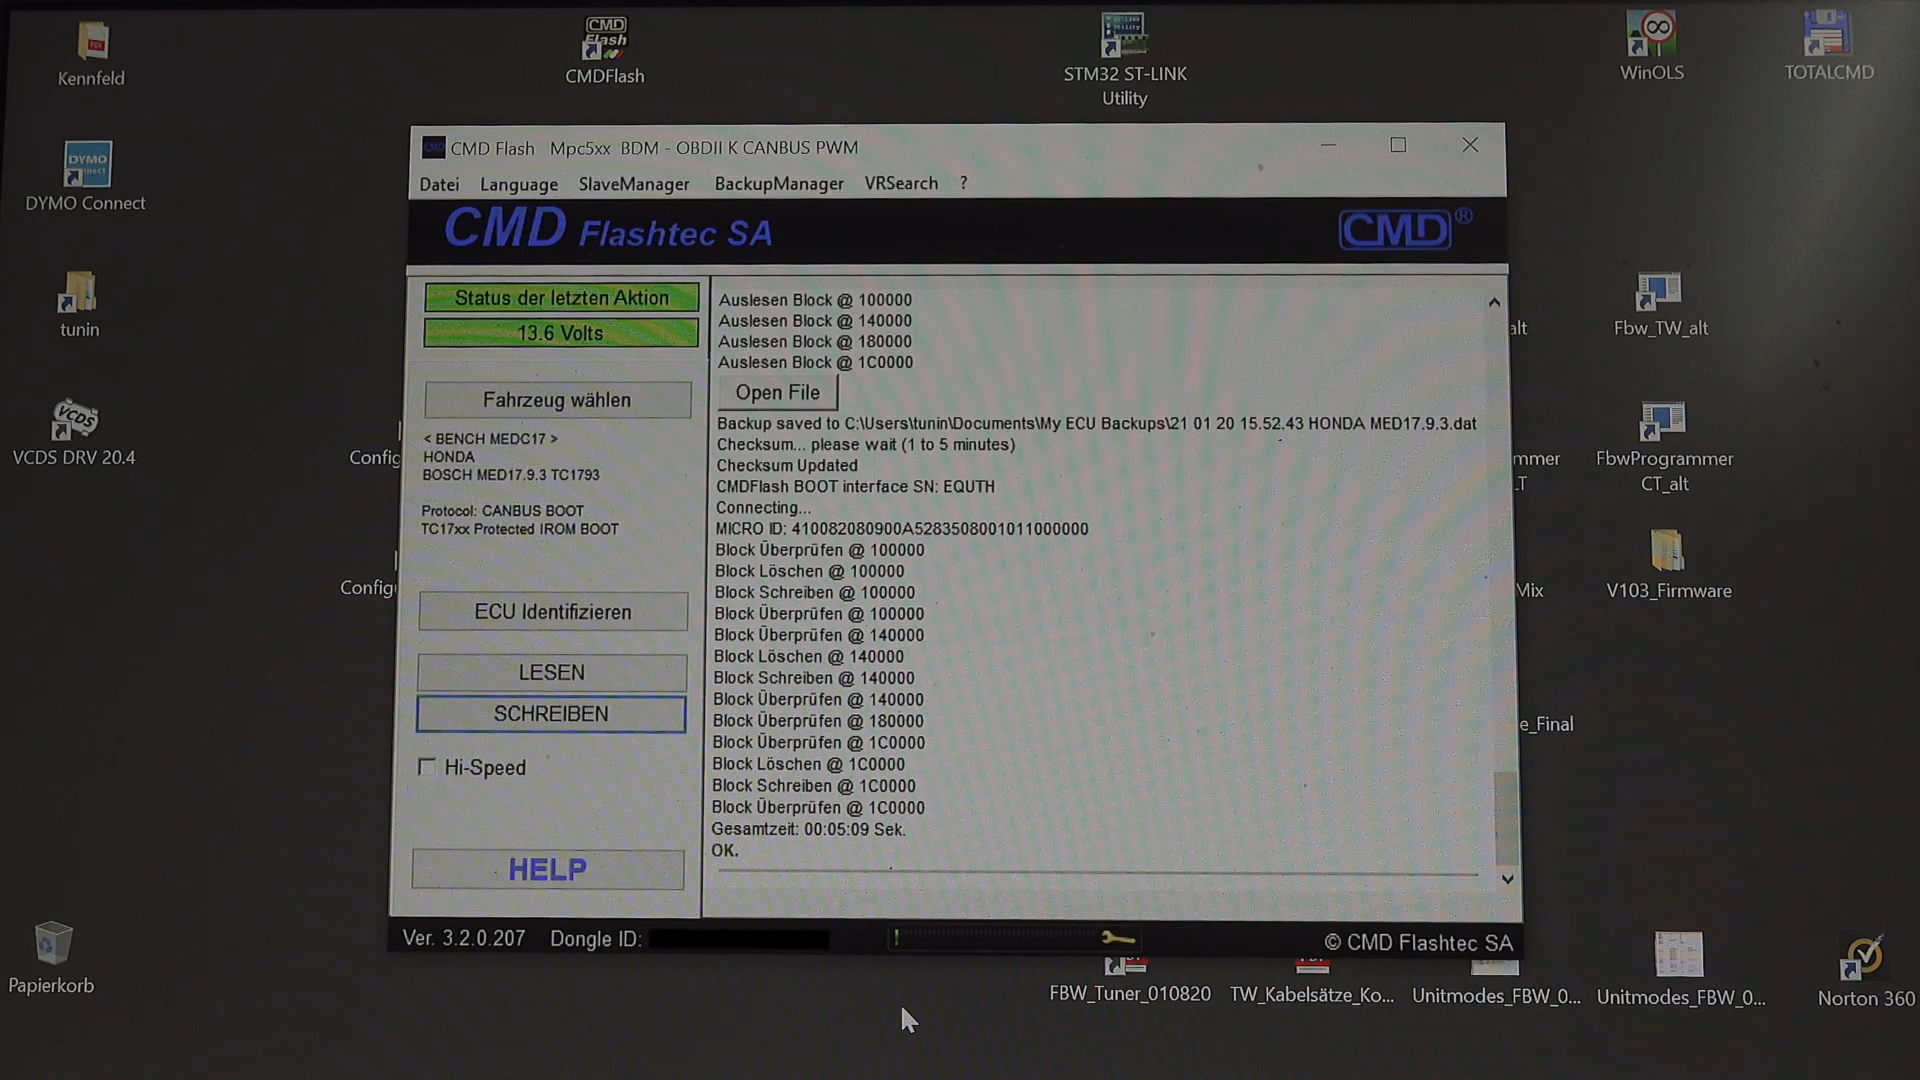 Kennfeld
CMD
Flash
CMDFlash
STM32 ST-LINK
Utility
WinOLS
TOTALCMD
DYMO
DYMO Connect
tunin
VCDS
VCDS DRV 20.4
Config
Config
Papierkorb
CMD Flash Mpc5xx BDM - OBDII K CANBUS PWM
Datei Language SlaveManager BackupManager VRSearch ?
CMD Flashtec SA
CMD®
Status der letzten Aktion
13.6 Volts
Fahrzeug wählen
< BENCH MEDC17 >
HONDA
BOSCH MED17.9.3 TC1793
Protocol: CANBUS BOOT
TC17xx Protected IROM BOOT
ECU Identifizieren
LESEN
SCHREIBEN
Hi-Speed
HELP
Auslesen Block @ 100000
Auslesen Block @ 140000
Auslesen Block @ 180000
Auslesen Block @ 1C0000
Open File
Backup saved to C:\Users\tunin\Documents\My ECU Backups\21 01 20 15.52.43 HONDA MED17.9.3.dat
Checksum... please wait (1 to 5 minutes)
Checksum Updated
CMDFlash BOOT interface SN: EQUTH
Connecting...
MICRO ID: 410082080900A5283508001011000000
Block Überprüfen @ 100000
Block Löschen @ 100000
Block Schreiben @ 100000
Block Überprüfen @ 100000
Block Überprüfen @ 140000
Block Löschen @ 140000
Block Schreiben @ 140000
Block Überprüfen @ 140000
Block Überprüfen @ 180000
Block Überprüfen @ 1C0000
Block Löschen @ 1C0000
Block Schreiben @ 1C0000
Block Überprüfen @ 1C0000
Gesamtzeit: 00:05:09 Sek.
OK.
Ver. 3.2.0.207 Dongle ID:
© CMD Flashtec SA
alt
Fbw_TW_alt
mmer
_T
FbwProgrammer
CT_alt
Mix
V103_Firmware
e_Final
FBW_Tuner_010820
TW_Kabelsätze_Ko...
Unitmodes_FBW_0...
Unitmodes_FBW_0...
Norton 360